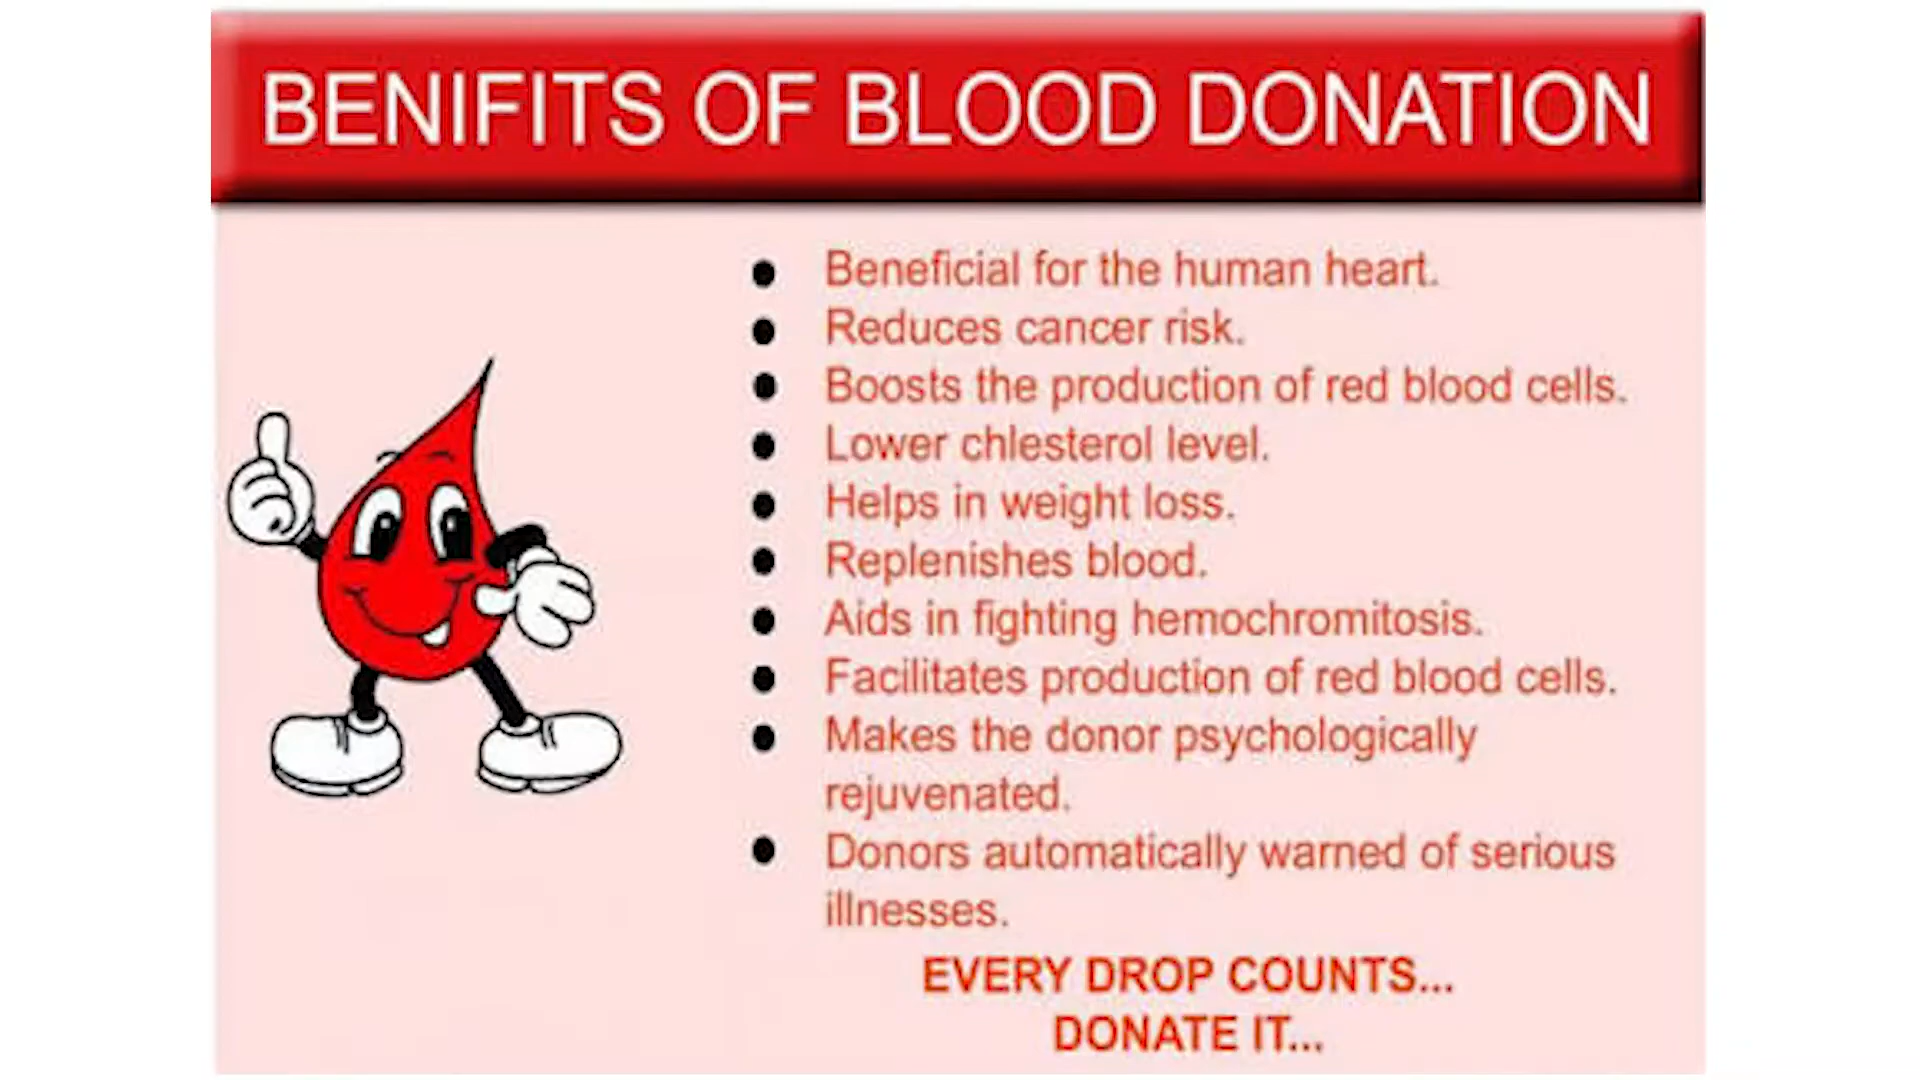 BENIFITS OF BLOOD DONATION
● Beneficial for the human heart.
● Reduces cancer risk.
● Boosts the production of red blood cells.
● Lower chlesterol level.
● Helps in weight loss.
● Replenishes blood.
● Aids in fighting hemochromitosis.
● Facilitates production of red blood cells.
● Makes the donor psychologically
rejuvenated.
● Donors automatically warned of serious
illnesses.
EVERY DROP COUNTS...
DONATE IT...